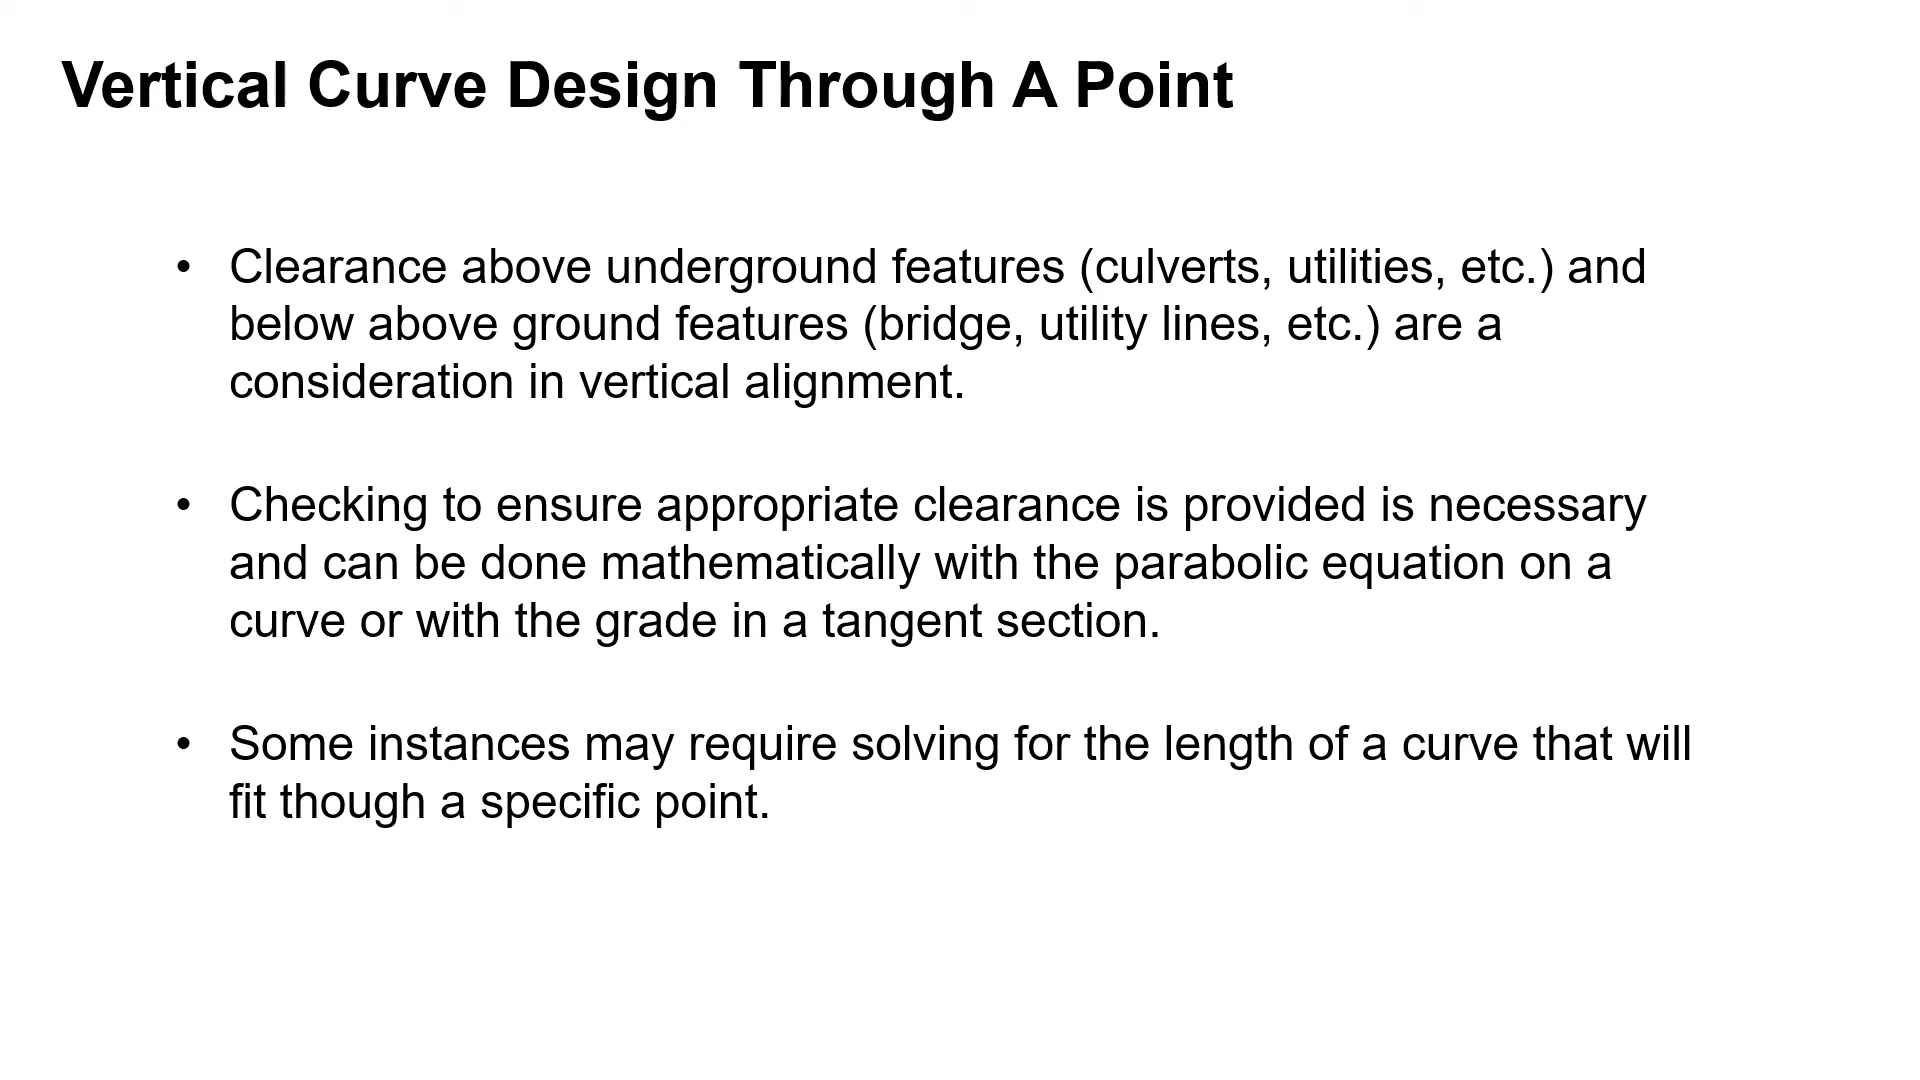 Vertical Curve Design Through A Point
• Clearance above underground features (culverts, utilities, etc.) and
below above ground features (bridge, utility lines, etc.) are a
consideration in vertical alignment.
• Checking to ensure appropriate clearance is provided is necessary
and can be done mathematically with the parabolic equation on a
curve or with the grade in a tangent section.
• Some instances may require solving for the length of a curve that will
fit though a specific point.